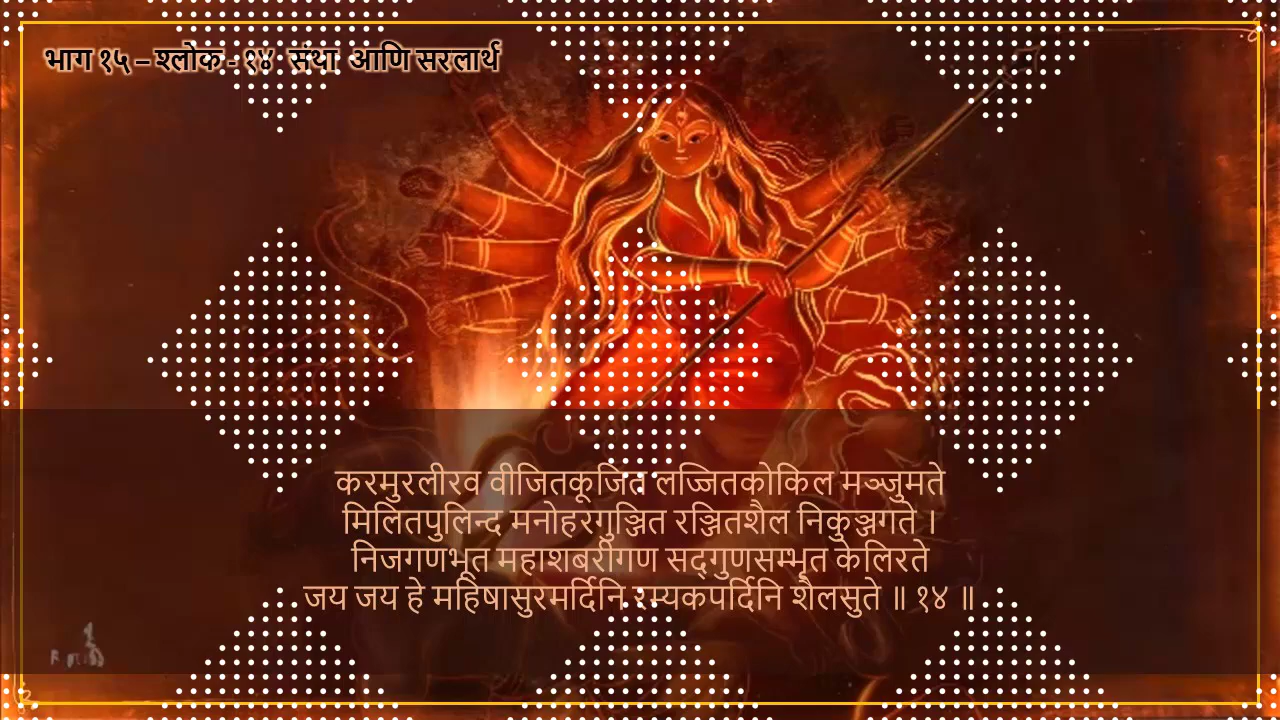 भाग १५ – श्लोक - १४ संथा आणि सरलार्थ
करमुरलीरव वीजितकूजित लज्जितकोकिल मञ्जुमते
मिलितपुलिन्द मनोहरगुञ्जित रञ्जितशैल निकुञ्जगते ।
निजगणभूत महाशबरीगण सद्गुणसम्भृत केलिरते
जय जय हे महिषासुरमर्दिनि रम्यकपर्दिनि शैलसुते ॥ १४ ॥